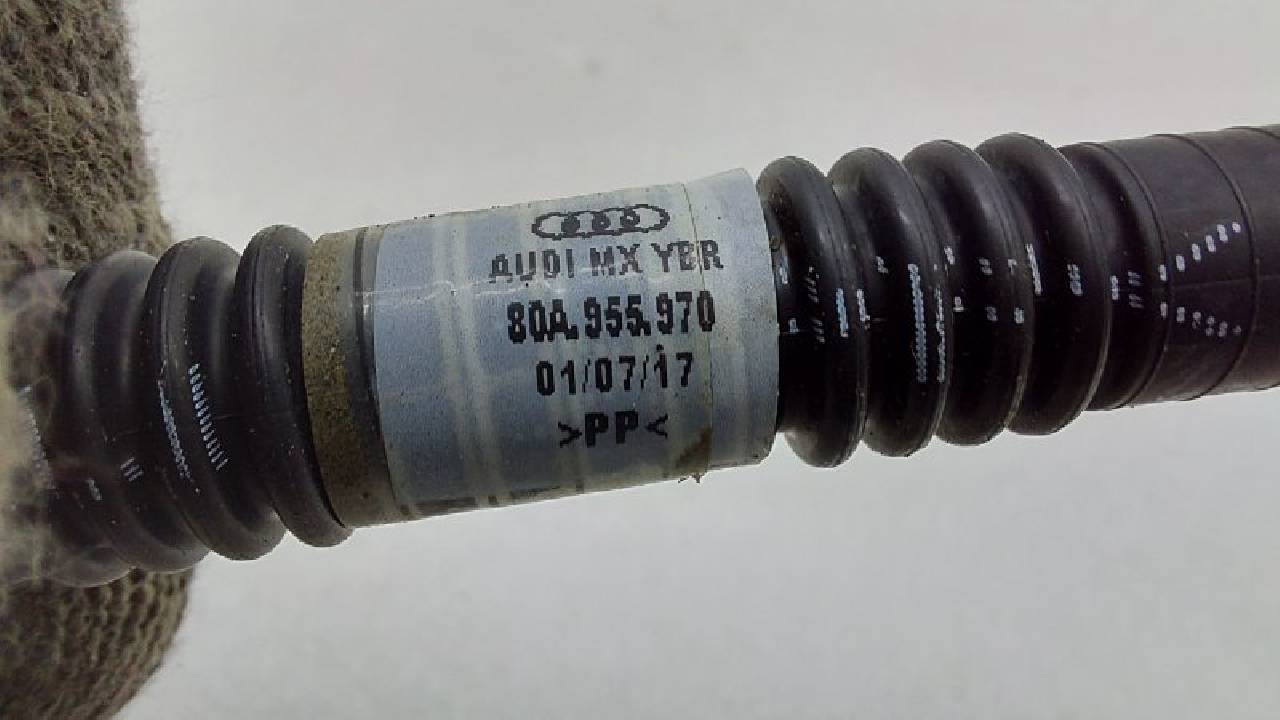 AUDI MX YBR
80A.955.970
01/07/17
>PP<